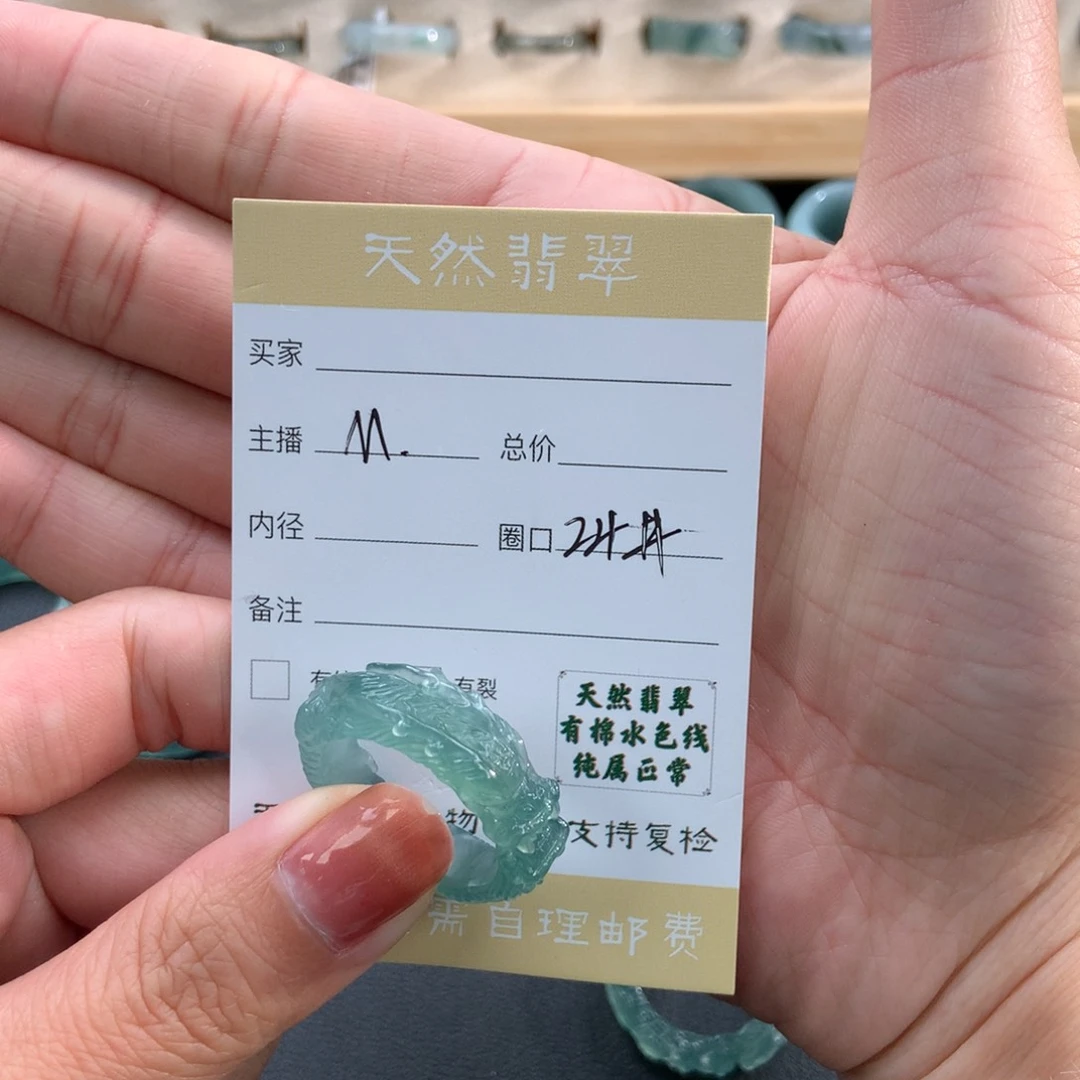 天然翡翠
买家
主播 M. 总价
内径 圈口 24#
备注
有裂
天然翡翠
有棉水色线
纯属正常
物 支持复检
需自理邮费